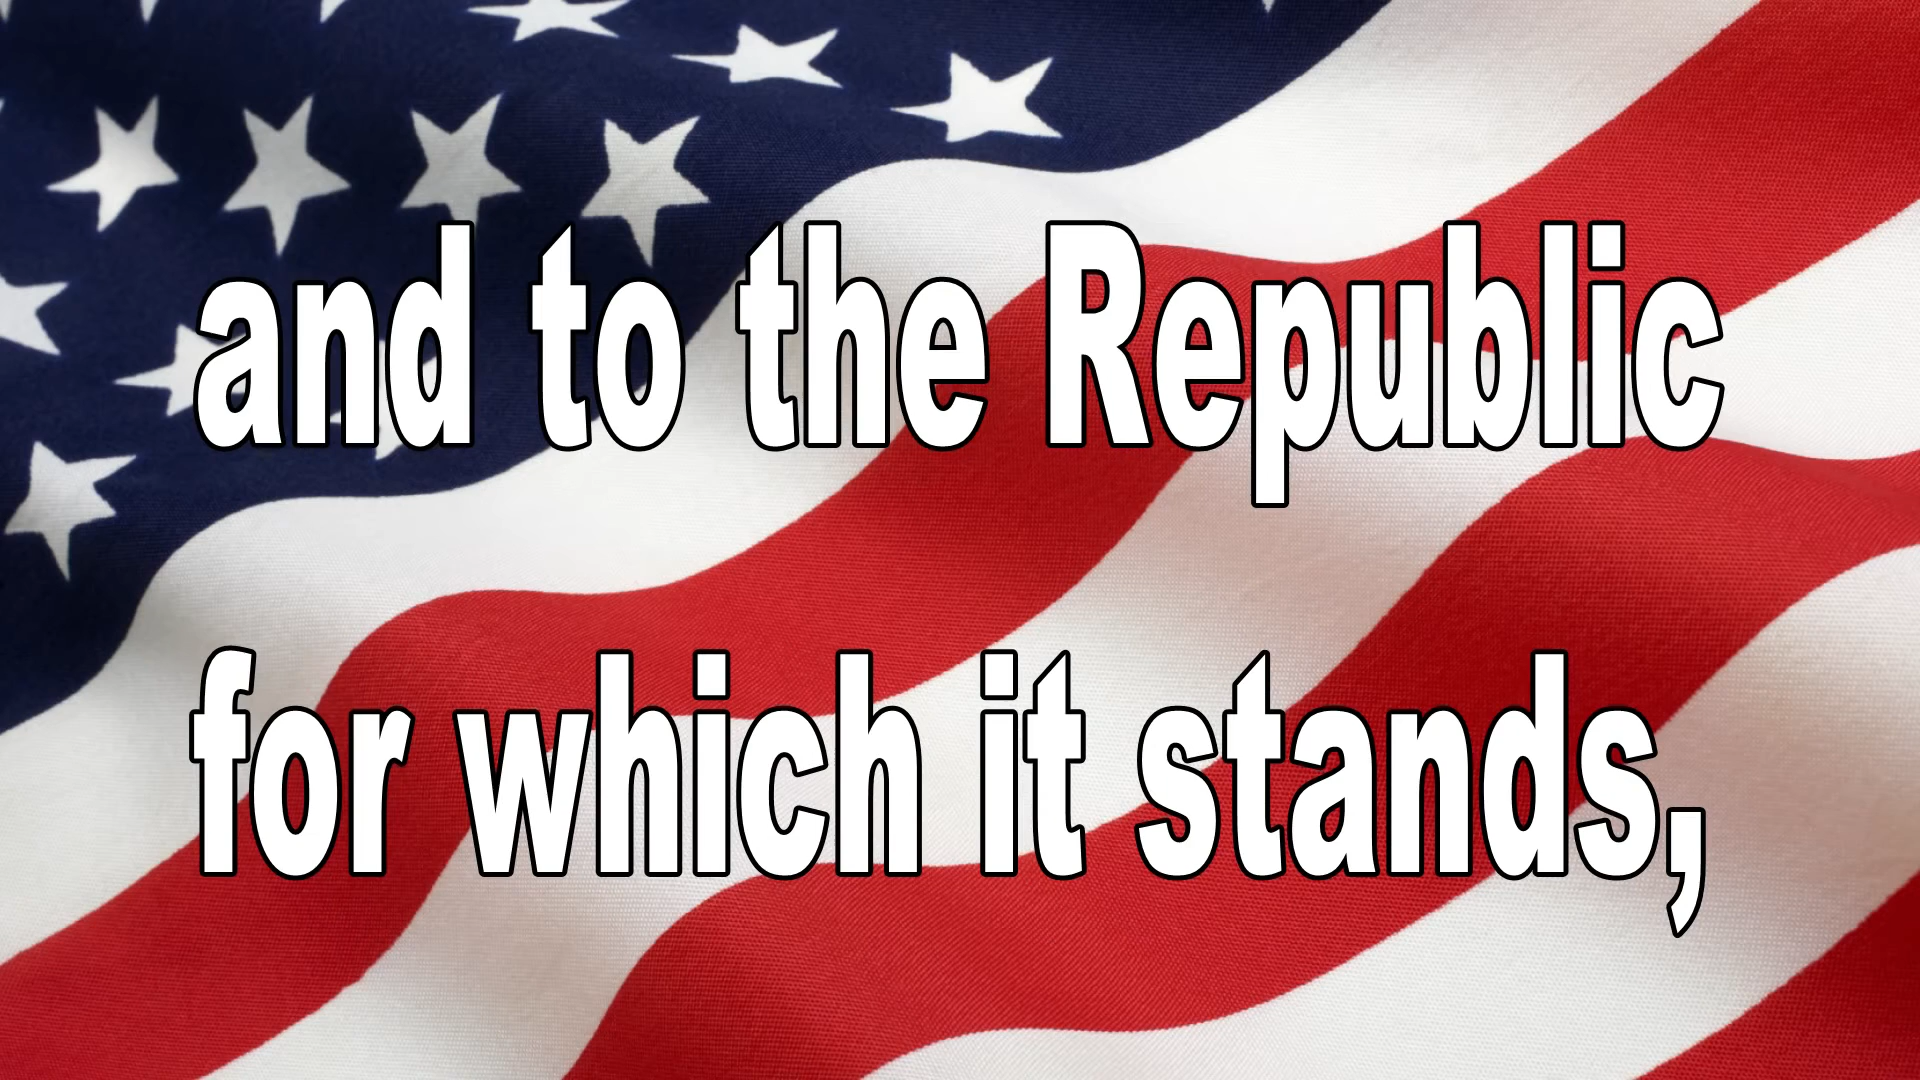 and to the Republic
for which it stands,